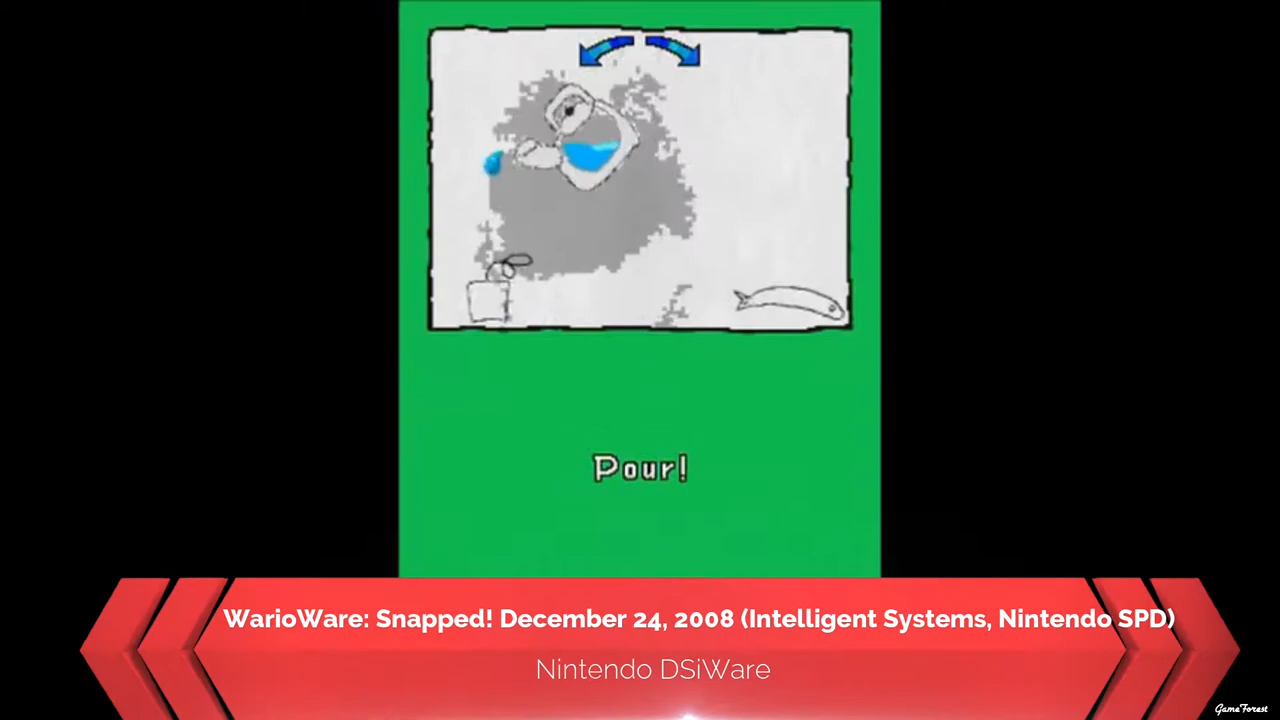 Pour!
WarioWare: Snapped! December 24, 2008 (Intelligent Systems, Nintendo SPD)
Nintendo DSiWare
GameForest